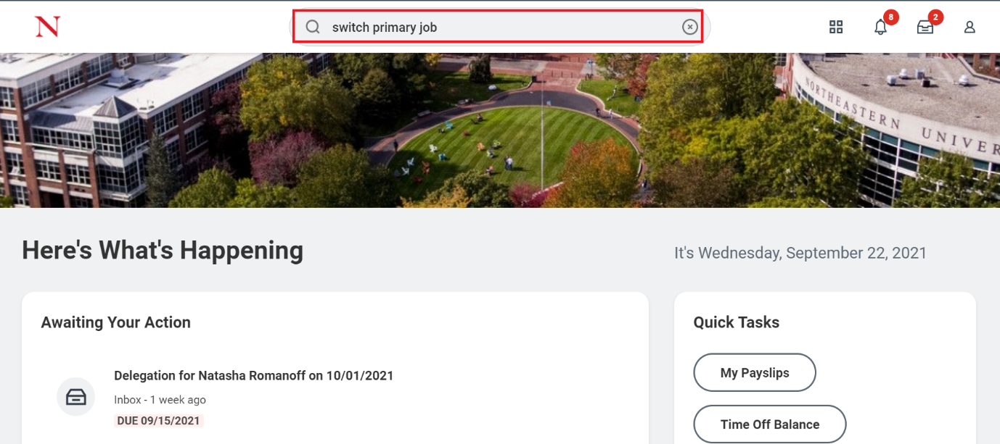 N
switch primary job
8
2
NORTHEASTERN UNIVER
Here's What's Happening
It's Wednesday, September 22, 2021
Awaiting Your Action
Delegation for Natasha Romanoff on 10/01/2021
Inbox - 1 week ago
DUE 09/15/2021
Quick Tasks
My Payslips
Time Off Balance